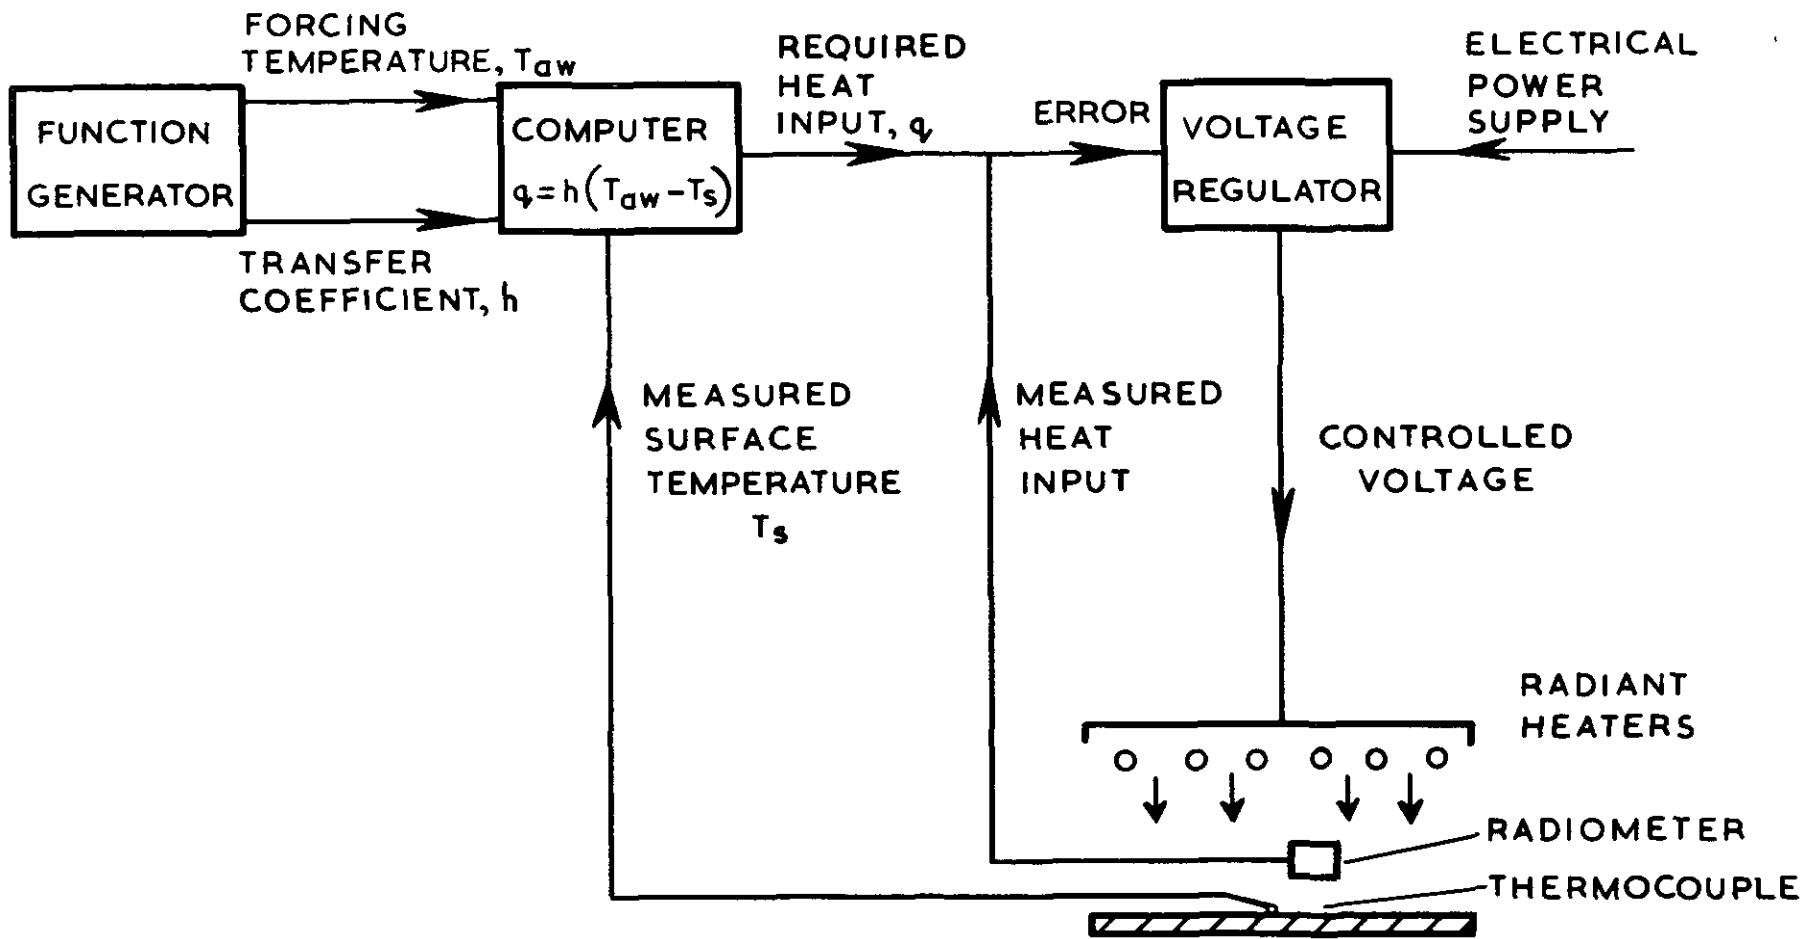 FORCING
TEMPERATURE, Taw
FUNCTION
GENERATOR
TRANSFER
COEFFICIENT, h
COMPUTER
q = h(Taw - Ts)
REQUIRED
HEAT
INPUT, q
ERROR
VOLTAGE
REGULATOR
ELECTRICAL
POWER
SUPPLY
MEASURED
SURFACE
TEMPERATURE
Ts
MEASURED
HEAT
INPUT
CONTROLLED
VOLTAGE
RADIANT
HEATERS
RADIOMETER
THERMOCOUPLE